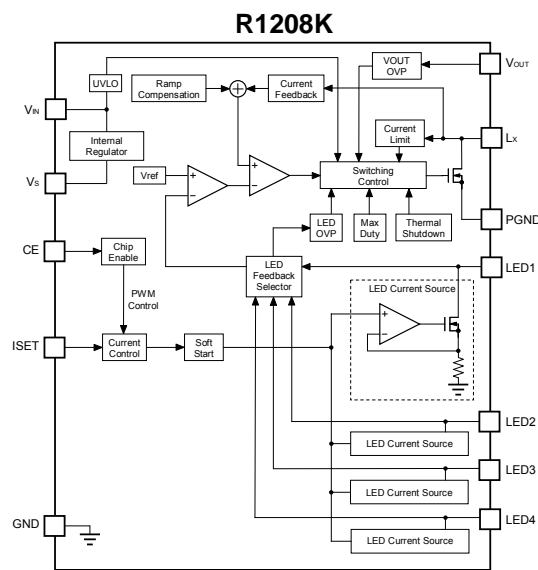 R1208K
UVLO
Ramp
Compensation
Current
Feedback
VOUT
OVP
VOUT
VIN
Internal
Regulator
Current
Limit
LX
Vref
Switching
Control
VS
LED
OVP
Max
Duty
Thermal
Shutdown
PGND
CE
Chip
Enable
LED
Feedback
Selector
LED1
PWM
Control
LED Current Source
ISET
Current
Control
Soft
Start
LED2
LED Current Source
LED3
LED Current Source
GND
LED4
LED Current Source